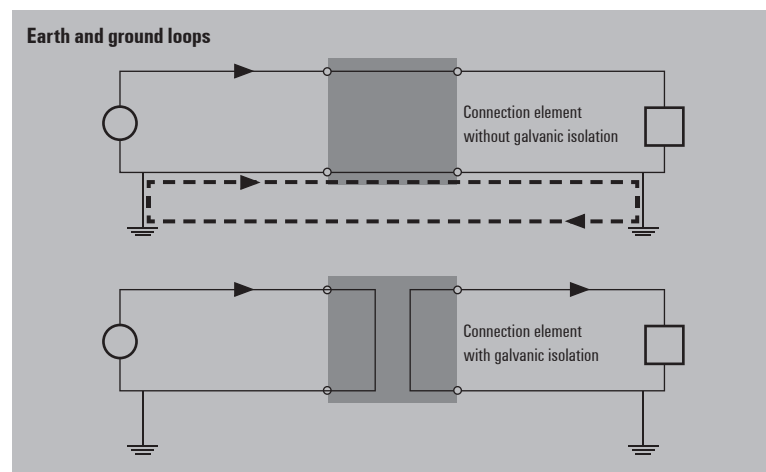 Earth and ground loops
Connection element
without galvanic isolation
Connection element
with galvanic isolation